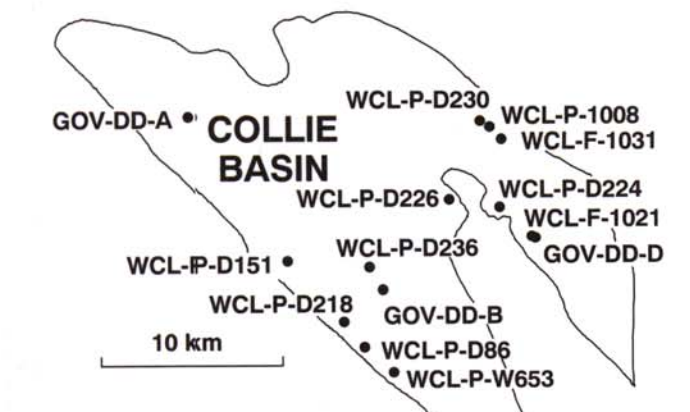 WCL-P-D230
WCL-P-1008
GOV-DD-A
COLLIE
BASIN
WCL-F-1031
WCL-P-D226
WCL-P-D224
WCL-F-1021
WCL-P-D236
GOV-DD-D
WCL-P-D151
WCL-P-D218
GOV-DD-B
10 km
WCL-P-D86
WCL-P-W653